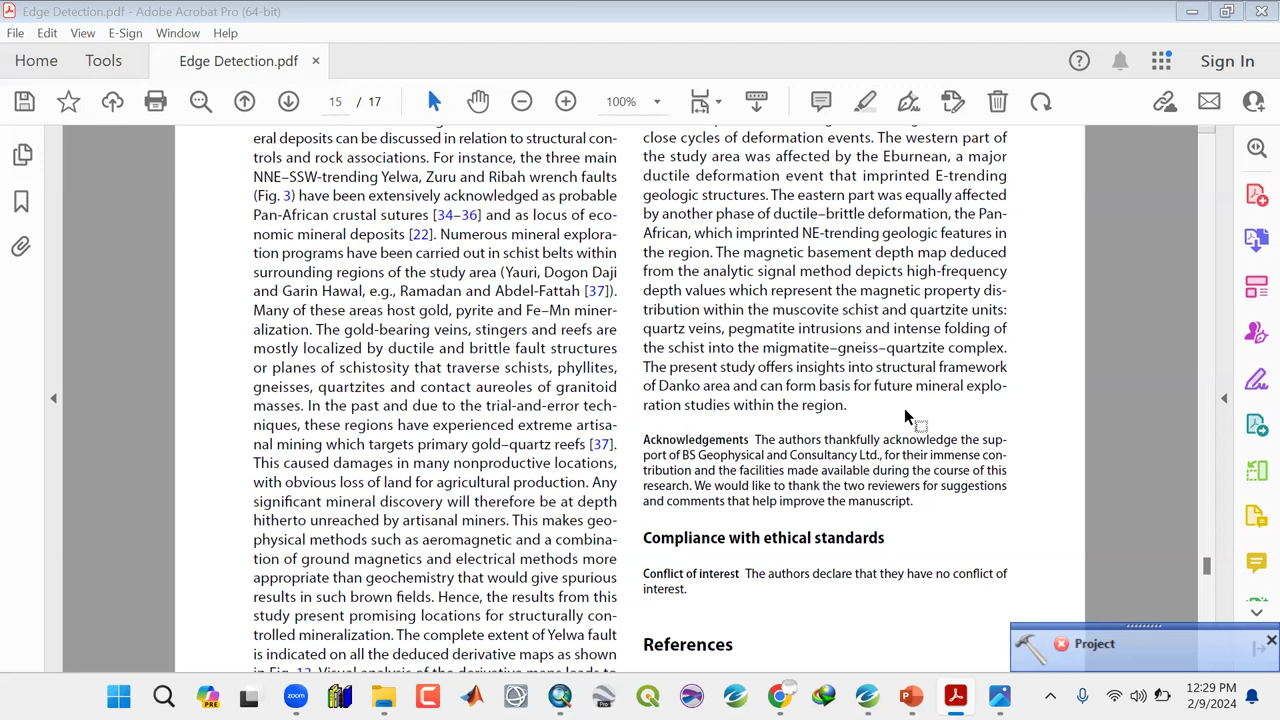 Edge Detection.pdf - Adobe Acrobat Pro (64-bit)
File Edit View E-Sign Window Help
Home Tools Edge Detection.pdf × Sign In
15 / 17 100%
eral deposits can be discussed in relation to structural con-
trols and rock associations. For instance, the three main
NNE–SSW-trending Yelwa, Zuru and Ribah wrench faults
(Fig. 3) have been extensively acknowledged as probable
Pan-African crustal sutures [34–36] and as locus of eco-
nomic mineral deposits [22]. Numerous mineral explora-
tion programs have been carried out in schist belts within
surrounding regions of the study area (Yauri, Dogon Daji
and Garin Hawal, e.g., Ramadan and Abdel-Fattah [37]).
Many of these areas host gold, pyrite and Fe–Mn miner-
alization. The gold-bearing veins, stingers and reefs are
mostly localized by ductile and brittle fault structures
or planes of schistosity that traverse schists, phyllites,
gneisses, quartzites and contact aureoles of granitoid
masses. In the past and due to the trial-and-error tech-
niques, these regions have experienced extreme artisa-
nal mining which targets primary gold–quartz reefs [37].
This caused damages in many nonproductive locations,
with obvious loss of land for agricultural production. Any
significant mineral discovery will therefore be at depth
hitherto unreached by artisanal miners. This makes geo-
physical methods such as aeromagnetic and a combina-
tion of ground magnetics and electrical methods more
appropriate than geochemistry that would give spurious
results in such brown fields. Hence, the results from this
study present promising locations for structurally con-
trolled mineralization. The complete extent of Yelwa fault
is indicated on all the deduced derivative maps as shown
in Fig. 13. Visual analysis of the derivative maps leads to
close cycles of deformation events. The western part of
the study area was affected by the Eburnean, a major
ductile deformation event that imprinted E-trending
geologic structures. The eastern part was equally affected
by another phase of ductile–brittle deformation, the Pan-
African, which imprinted NE-trending geologic features in
the region. The magnetic basement depth map deduced
from the analytic signal method depicts high-frequency
depth values which represent the magnetic property dis-
tribution within the muscovite schist and quartzite units:
quartz veins, pegmatite intrusions and intense folding of
the schist into the migmatite–gneiss–quartzite complex.
The present study offers insights into structural framework
of Danko area and can form basis for future mineral explo-
ration studies within the region.
Acknowledgements The authors thankfully acknowledge the sup-
port of BS Geophysical and Consultancy Ltd., for their immense con-
tribution and the facilities made available during the course of this
research. We would like to thank the two reviewers for suggestions
and comments that help improve the manuscript.
Compliance with ethical standards
Conflict of interest The authors declare that they have no conflict of
interest.
References
Project
PRE zoom Pro
12:29 PM
2/9/2024